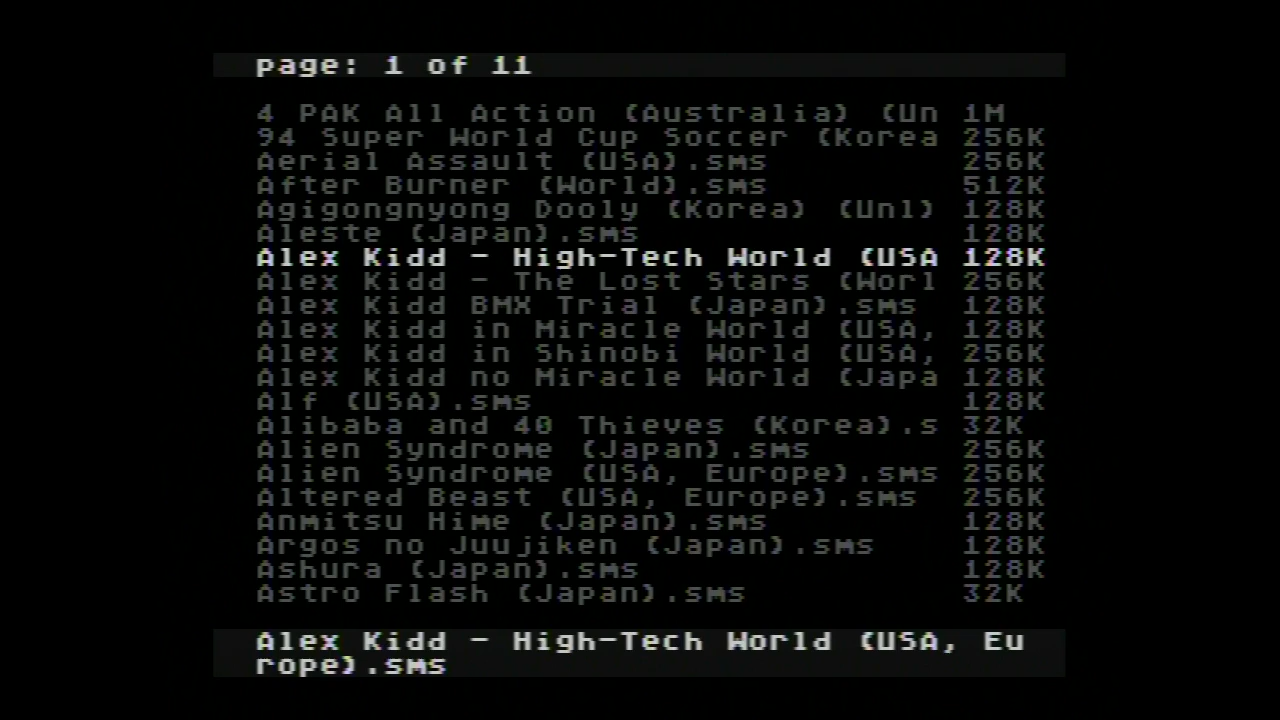 page: 1 of 11
4 PAK All Action (Australia) (Un 1M
94 Super World Cup Soccer (Korea 256K
Aerial Assault (USA).sms 256K
After Burner (World).sms 512K
Agigongnyong Dooly (Korea) (Unl) 128K
Aleste (Japan).sms 128K
Alex Kidd - High-Tech World (USA 128K
Alex Kidd - The Lost Stars (Worl 256K
Alex Kidd BMX Trial (Japan).sms 128K
Alex Kidd in Miracle World (USA, 128K
Alex Kidd in Shinobi World (USA, 256K
Alex Kidd no Miracle World (Japa 128K
Alf (USA).sms 128K
Alibaba and 40 Thieves (Korea).s 32K
Alien Syndrome (Japan).sms 256K
Alien Syndrome (USA, Europe).sms 256K
Altered Beast (USA, Europe).sms 256K
Anmitsu Hime (Japan).sms 128K
Argos no Juujiken (Japan).sms 128K
Ashura (Japan).sms 128K
Astro Flash (Japan).sms 32K
Alex Kidd - High-Tech World (USA, Eu
rope).sms